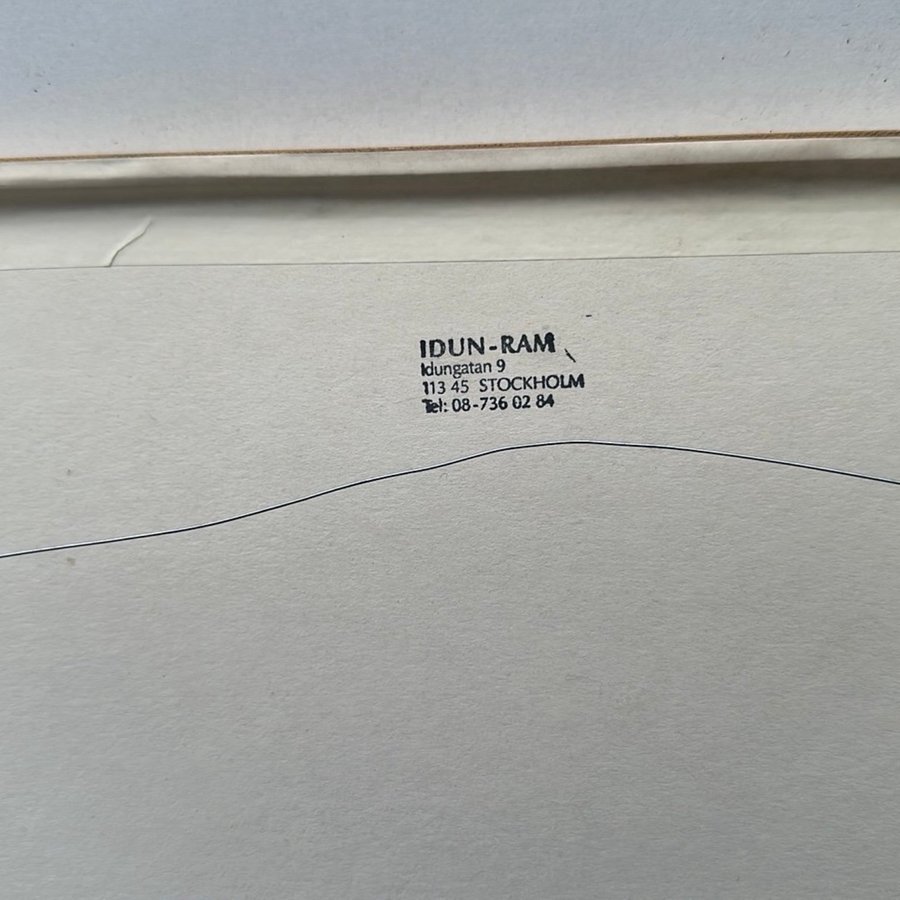 IDUN-RAM
Idungatan 9
113 45 STOCKHOLM
Tel: 08-736 02 84